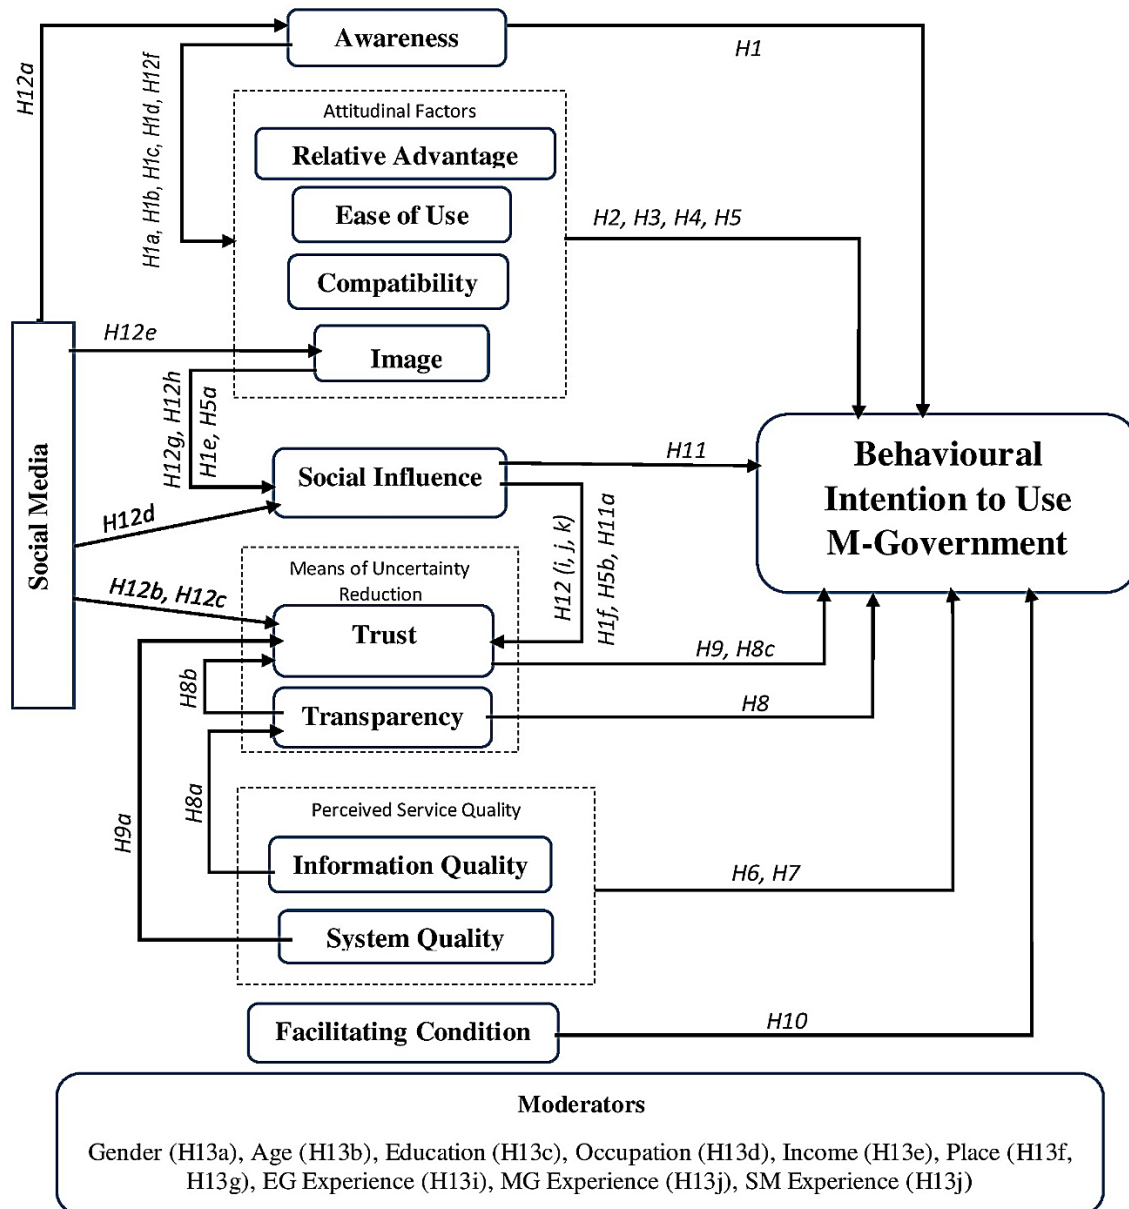 Awareness
H1
H12a
H1a, H1b, H1c, H1d, H12f
Attitudinal Factors
Relative Advantage
Ease of Use
H2, H3, H4, H5
Compatibility
H12e
Image
H12g, H12h
H1e, H5a
Social Media
Behavioural
Intention to Use
M-Government
Social Influence
H11
H12d
H12 (i, j, k)
H1f, H5b, H11a
Means of Uncertainty
Reduction
H12b, H12c
Trust
H9, H8c
H8b
Transparency
H8
H8a
H9a
Perceived Service Quality
Information Quality
H6, H7
System Quality
Facilitating Condition
H10
Moderators
Gender (H13a), Age (H13b), Education (H13c), Occupation (H13d), Income (H13e), Place (H13f,
H13g), EG Experience (H13i), MG Experience (H13j), SM Experience (H13j)